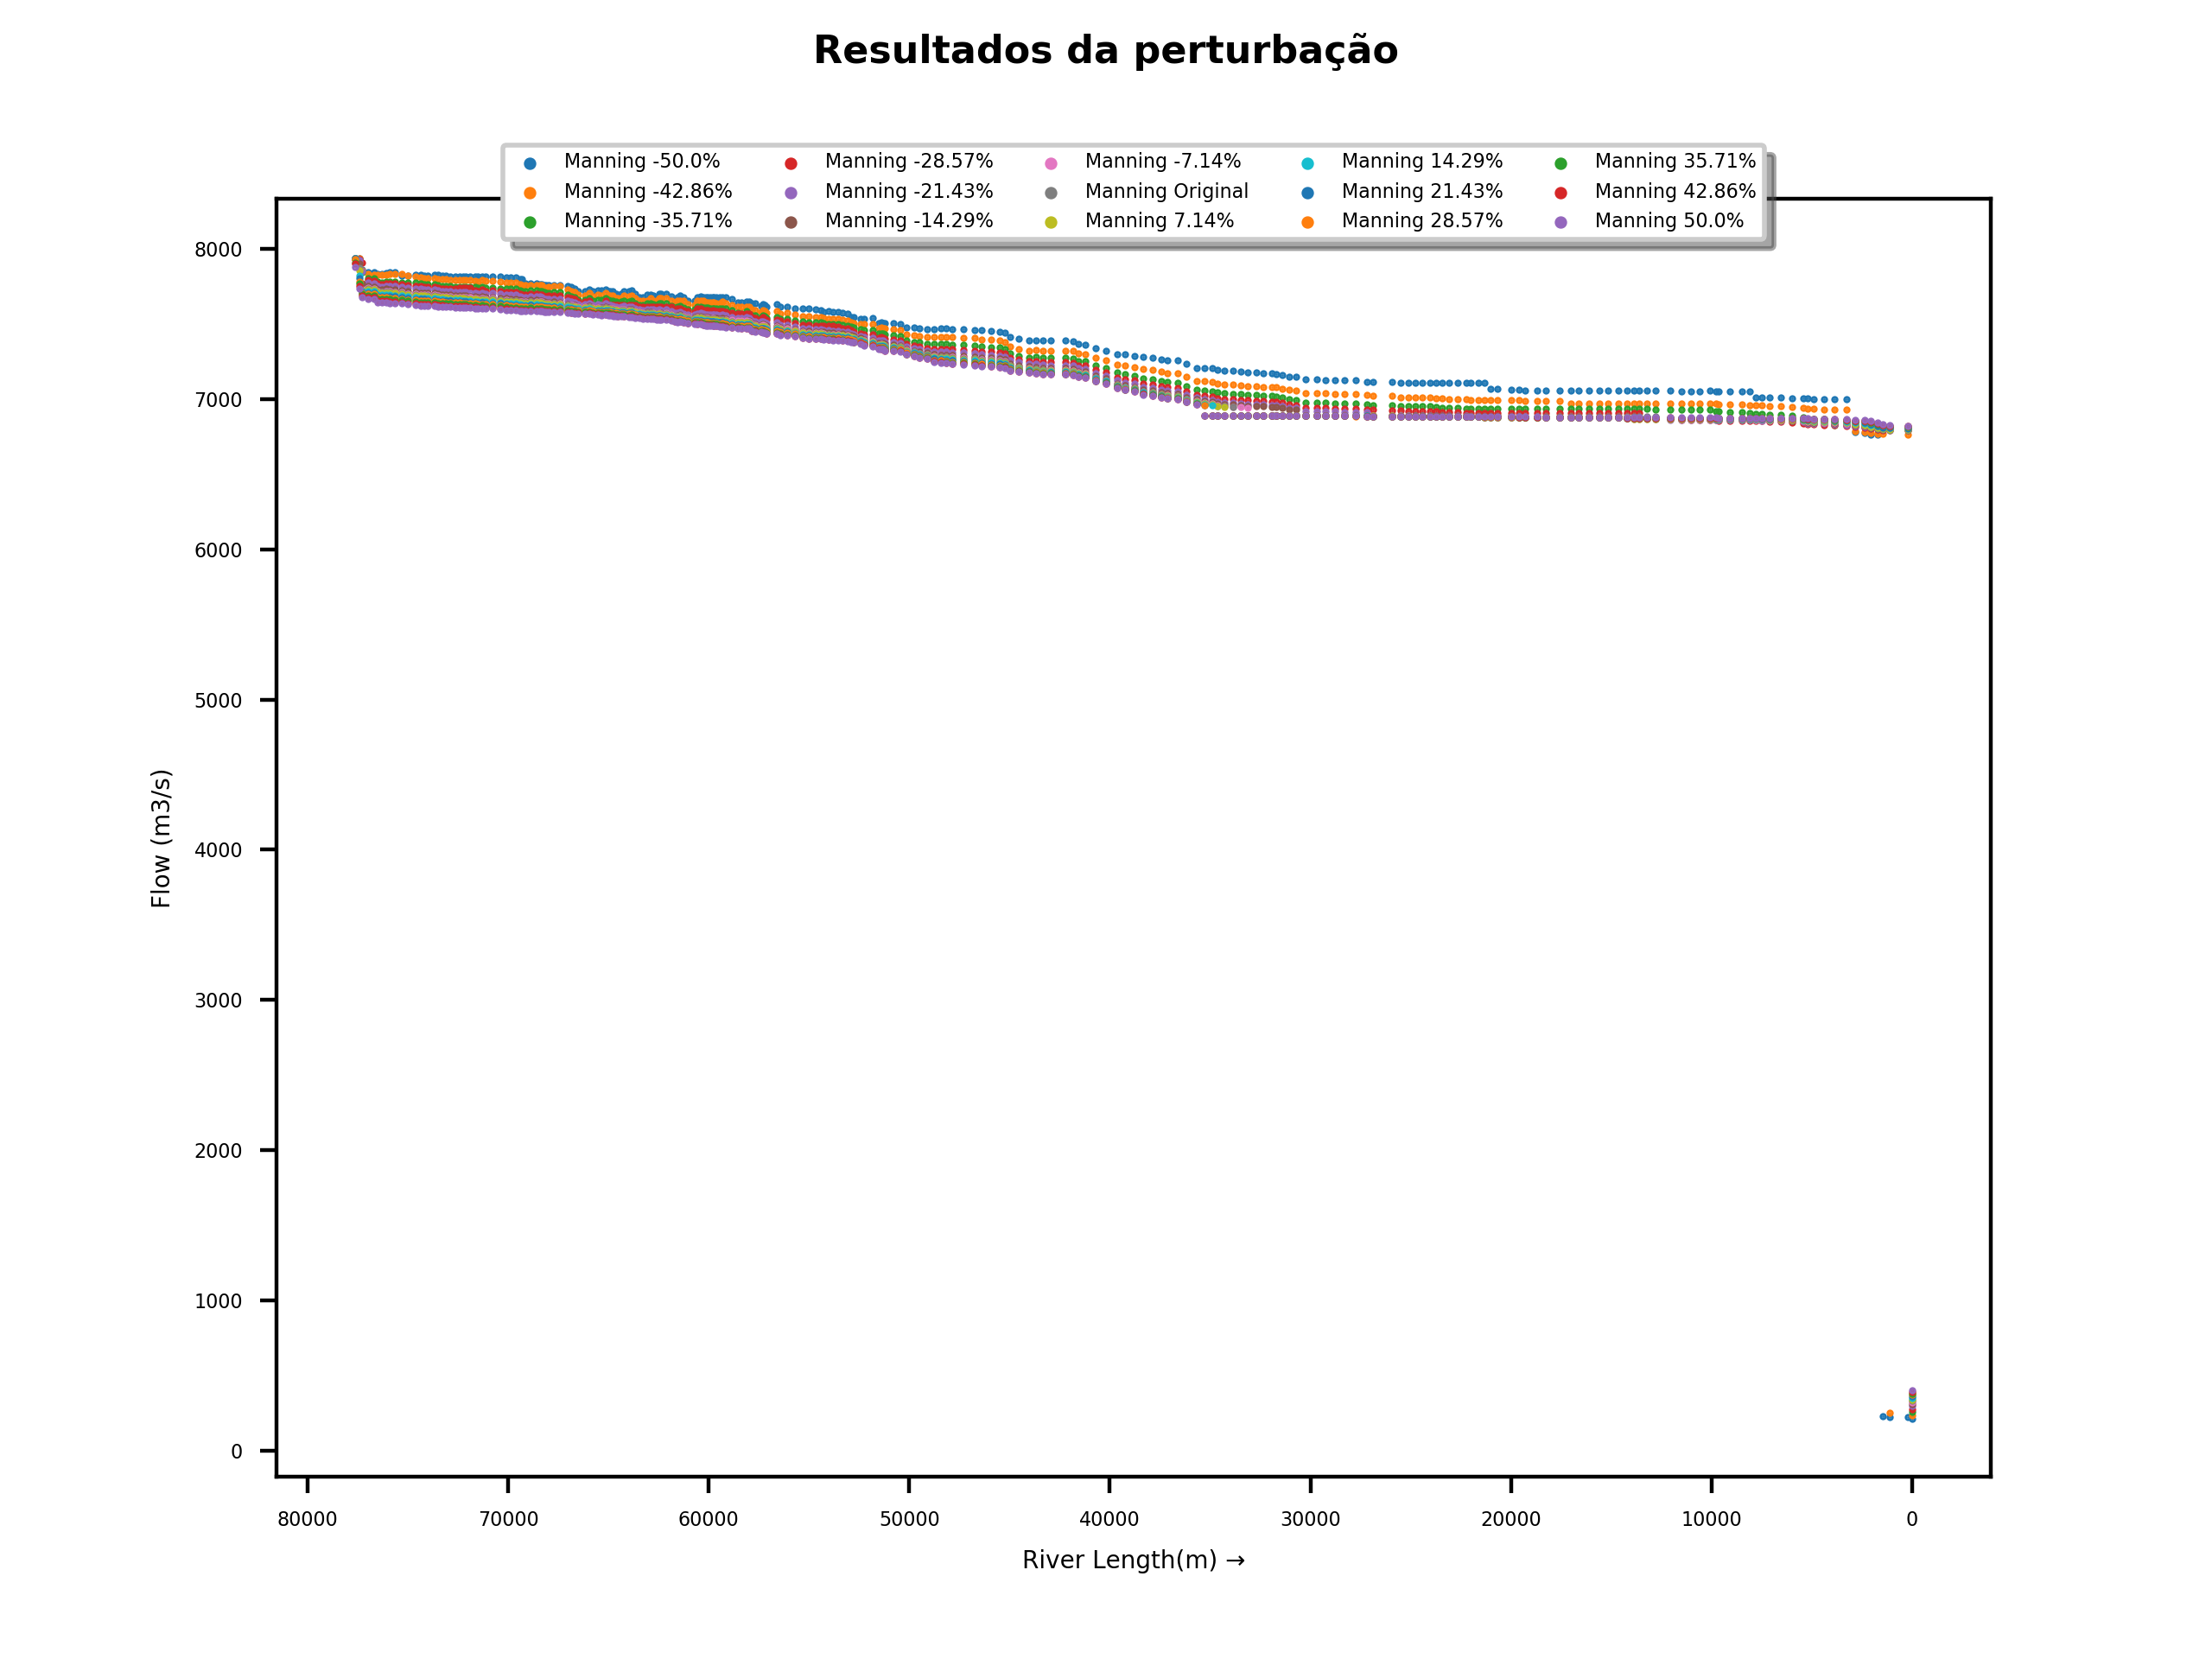 Resultados da perturbação
Manning -50.0%
Manning -42.86%
Manning -35.71%
Manning -28.57%
Manning -21.43%
Manning -14.29%
Manning -7.14%
Manning Original
Manning 7.14%
Manning 14.29%
Manning 21.43%
Manning 28.57%
Manning 35.71%
Manning 42.86%
Manning 50.0%
8000
7000
6000
5000
4000
3000
2000
1000
0
Flow (m3/s)
80000 70000 60000 50000 40000 30000 20000 10000 0
River Length(m) →